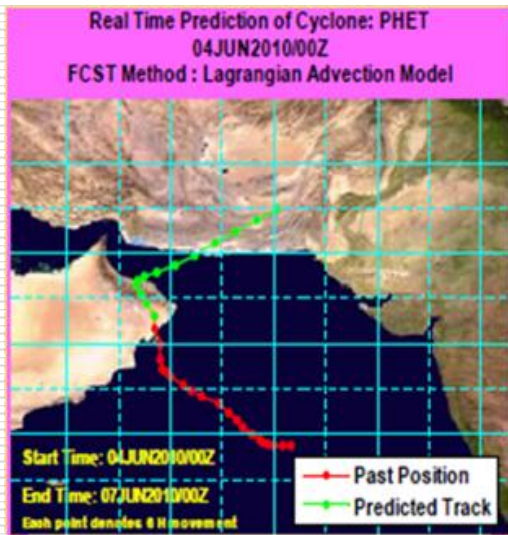 Real Time Prediction of Cyclone: PHET
04JUN2010/00Z
FCST Method : Lagrangian Advection Model
Start Time: 04JUN2010/00Z
End Time: 07JUN2010/00Z
Each point denotes 6 H movement
Past Position
Predicted Track